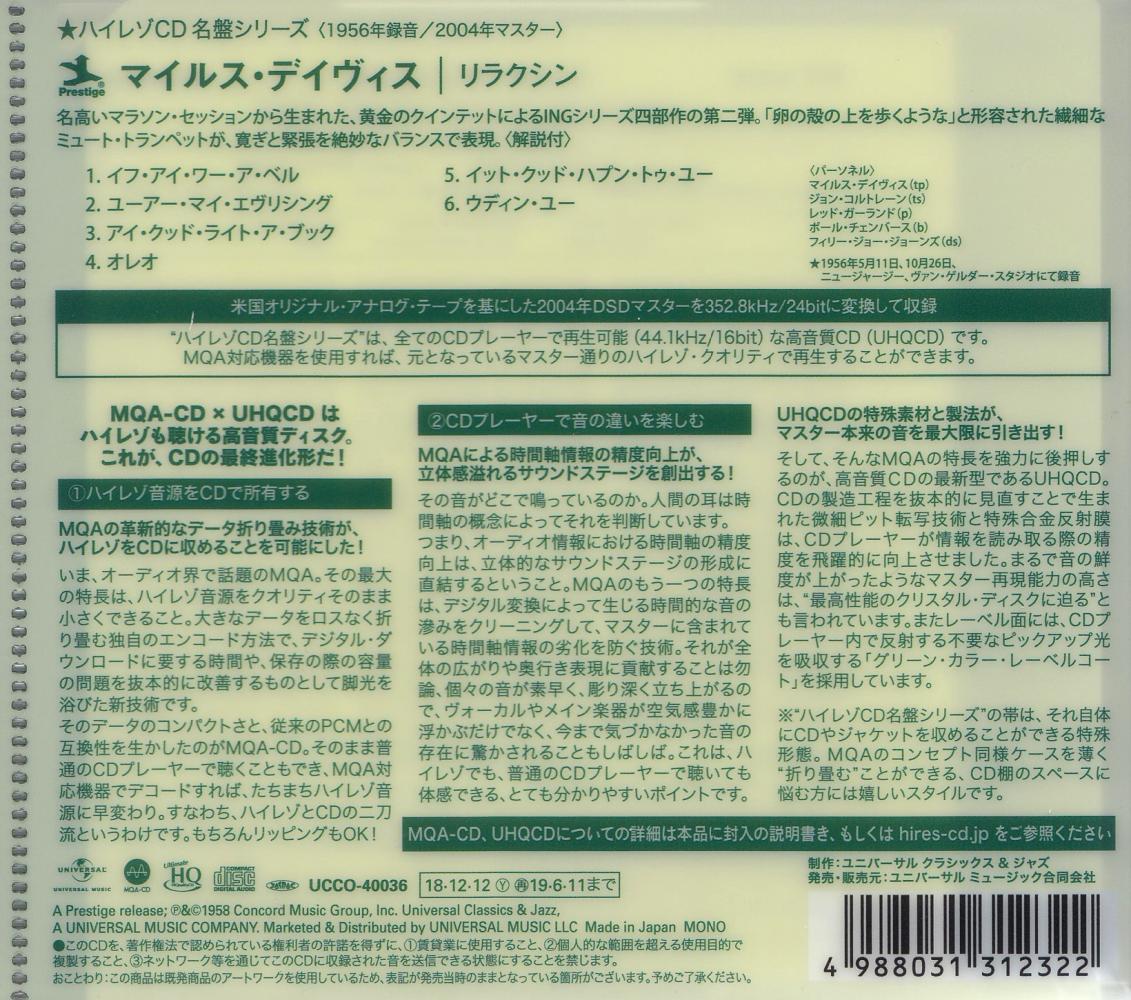 ★ハイレゾCD 名盤シリーズ〈1956年録音／2004年マスター〉
Prestige
マイルス・デイヴィス｜リラクシン
名高いマラソン・セッションから生まれた、黄金のクインテットによるINGシリーズ四部作の第二弾。「卵の殻の上を歩くような」と形容された繊細な
ミュート・トランペットが、寛ぎと緊張を絶妙なバランスで表現。〈解説付〉
1. イフ・アイ・ワー・ア・ベル
2. ユーアー・マイ・エヴリシング
3. アイ・クッド・ライト・ア・ブック
4. オレオ
5. イット・クッド・ハプン・トゥ・ユー
6. ウディン・ユー
〈パーソネル〉
マイルス・デイヴィス（tp）
ジョン・コルトレーン（ts）
レッド・ガーランド（p）
ポール・チェンバース（b）
フィリー・ジョー・ジョーンズ（ds）
★1956年5月11日、10月26日、
ニュージャージー、ヴァン・ゲルダー・スタジオにて録音
米国オリジナル・アナログ・テープを基にした2004年DSDマスターを352.8kHz/24bitに変換して収録
“ハイレゾCD名盤シリーズ”は、全てのCDプレーヤーで再生可能（44.1kHz/16bit）な高音質CD（UHQCD）です。
MQA対応機器を使用すれば、元となっているマスター通りのハイレゾ・クオリティで再生することができます。
MQA-CD × UHQCD は
ハイレゾも聴ける高音質ディスク。
これが、CDの最終進化形だ！
①ハイレゾ音源をCDで所有する
MQAの革新的なデータ折り畳み技術が、
ハイレゾをCDに収めることを可能にした！
いま、オーディオ界で話題のMQA。その最大
の特長は、ハイレゾ音源をクオリティそのまま
小さくできること。大きなデータをロスなく折
り畳む独自のエンコード方法で、デジタル・ダ
ウンロードに要する時間や、保存の際の容量
の問題を抜本的に改善するものとして脚光を
浴びた新技術です。
そのデータのコンパクトさと、従来のPCMとの
互換性を生かしたのがMQA-CD。そのまま普
通のCDプレーヤーで聴くこともでき、MQA対
応機器でデコードすれば、たちまちハイレゾ音
源に早変わり。すなわち、ハイレゾとCDの二刀
流というわけです。もちろんリッピングもOK！
②CDプレーヤーで音の違いを楽しむ
MQAによる時間軸情報の精度向上が、
立体感溢れるサウンドステージを創出する！
その音がどこで鳴っているのか。人間の耳は時
間軸の概念によってそれを判断しています。
つまり、オーディオ情報における時間軸の精度
向上は、立体的なサウンドステージの形成に
直結するということ。MQAのもう一つの特長
は、デジタル変換によって生じる時間的な音の
滲みをクリーニングして、マスターに含まれて
いる時間軸情報の劣化を防ぐ技術。それが全
体の広がりや奥行き表現に貢献することは勿
論、個々の音が素早く、彫り深く立ち上がるの
で、ヴォーカルやメイン楽器が空気感豊かに
浮かぶだけでなく、今まで気づかなかった音の
存在に驚かされることもしばしば。これは、ハ
イレゾでも、普通のCDプレーヤーで聴いても
体感できる、とても分かりやすいポイントです。
UHQCDの特殊素材と製法が、
マスター本来の音を最大限に引き出す！
そして、そんなMQAの特長を強力に後押しす
るのが、高音質CDの最新型であるUHQCD。
CDの製造工程を抜本的に見直すことで生ま
れた微細ピット転写技術と特殊合金反射膜
は、CDプレーヤーが情報を読み取る際の精
度を飛躍的に向上させました。まるで音の鮮
度が上がったようなマスター再現能力の高さ
は、“最高性能のクリスタル・ディスクに迫る”と
も言われています。またレーベル面には、CDプ
レーヤー内で反射する不要なピックアップ光
を吸収する「グリーン・カラー・レーベルコー
ト」を採用しています。
※“ハイレゾCD名盤シリーズ”の帯は、それ自体
にCDやジャケットを収めることができる特殊
形態。MQAのコンセプト同様ケースを薄く
“折り畳む”ことができる、CD棚のスペースに
悩む方には嬉しいスタイルです。
MQA-CD、UHQCDについての詳細は本品に封入の説明書き、もしくは hires-cd.jp をご参照ください
UNIVERSAL
UNIVERSAL MUSIC
MQA-CD
Ultimate
HQ
COMPACT
disc
DIGITAL AUDIO
UCCO-40036
18・12・12 Ⓨ 再19・6・11まで
制作：ユニバーサル クラシックス & ジャズ
発売・販売元：ユニバーサル ミュージック合同会社
A Prestige release; ℗&©1958 Concord Music Group, Inc. Universal Classics & Jazz,
A UNIVERSAL MUSIC COMPANY. Marketed & Distributed by UNIVERSAL MUSIC LLC Made in Japan MONO
●このCDを、著作権法で認められている権利者の許諾を得ずに、①賃貸業に使用すること、②個人的な範囲を超える使用目的で
複製すること、③ネットワーク等を通じてこのCDに収録された音を送信できる状態にすることを禁じます。
おことわり：この商品は既発商品のアートワークを使用しているため、表記が発売当時のままとなっている箇所がございます。予めご了承ください。
4 988031 312322